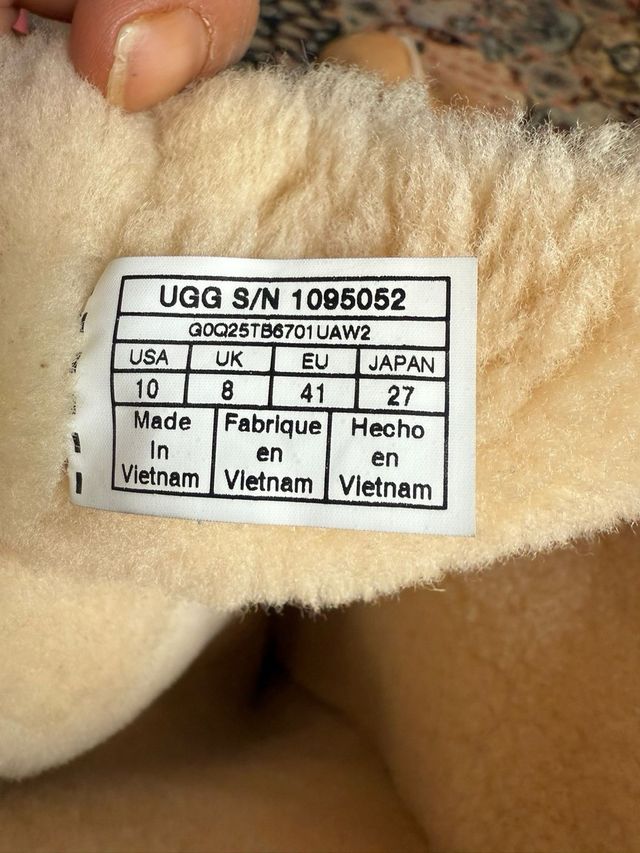 UGG S/N 1095052
G0Q25TB6701UAW2
USA UK EU JAPAN
10 8 41 27
Made Fabrique Hecho
In en en
Vietnam Vietnam Vietnam